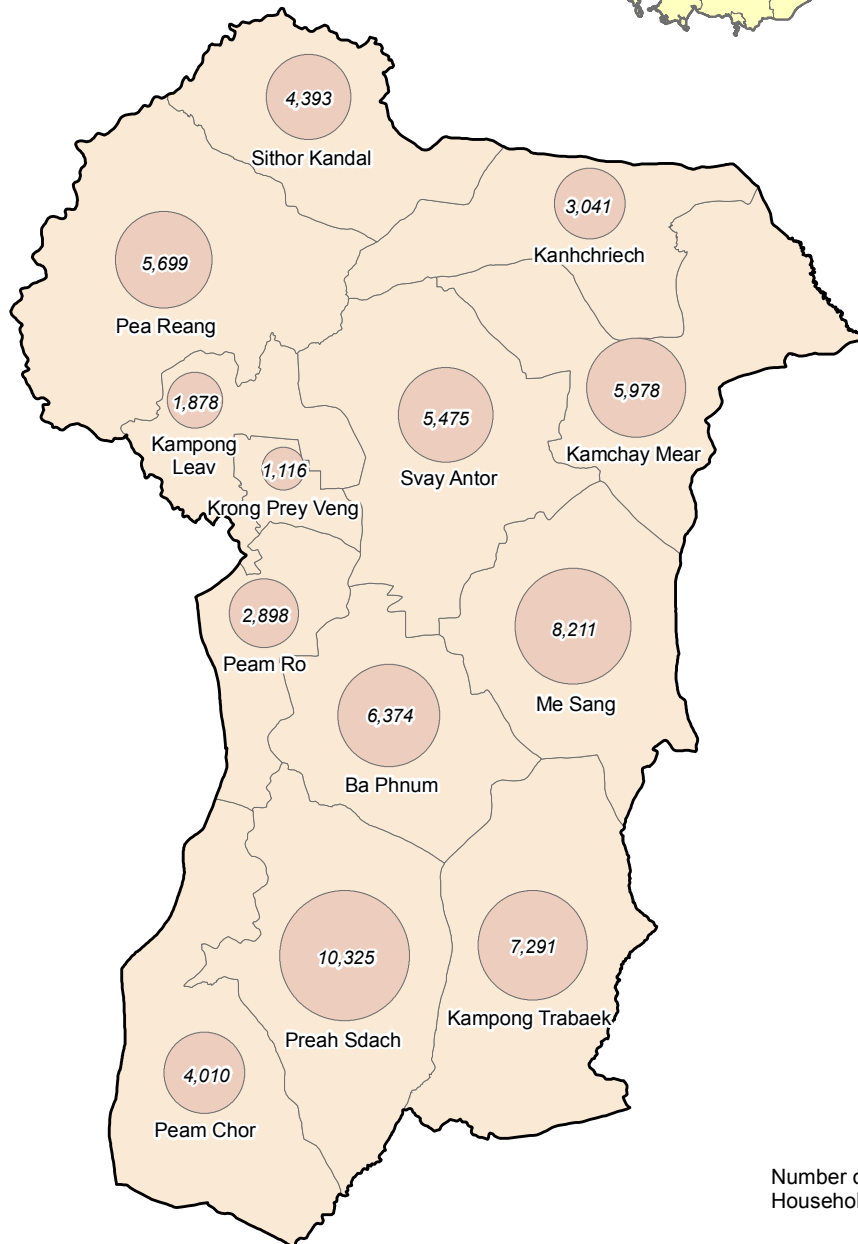 4,393
Sithor Kandal
3,041
Kanhchriech
5,699
Pea Reang
5,978
Kamchay Mear
1,878
Kampong
Leav
5,475
Svay Antor
1,116
Krong Prey Veng
2,898
Peam Ro
8,211
Me Sang
6,374
Ba Phnum
10,325
Preah Sdach
7,291
Kampong Trabaek
4,010
Peam Chor
Number